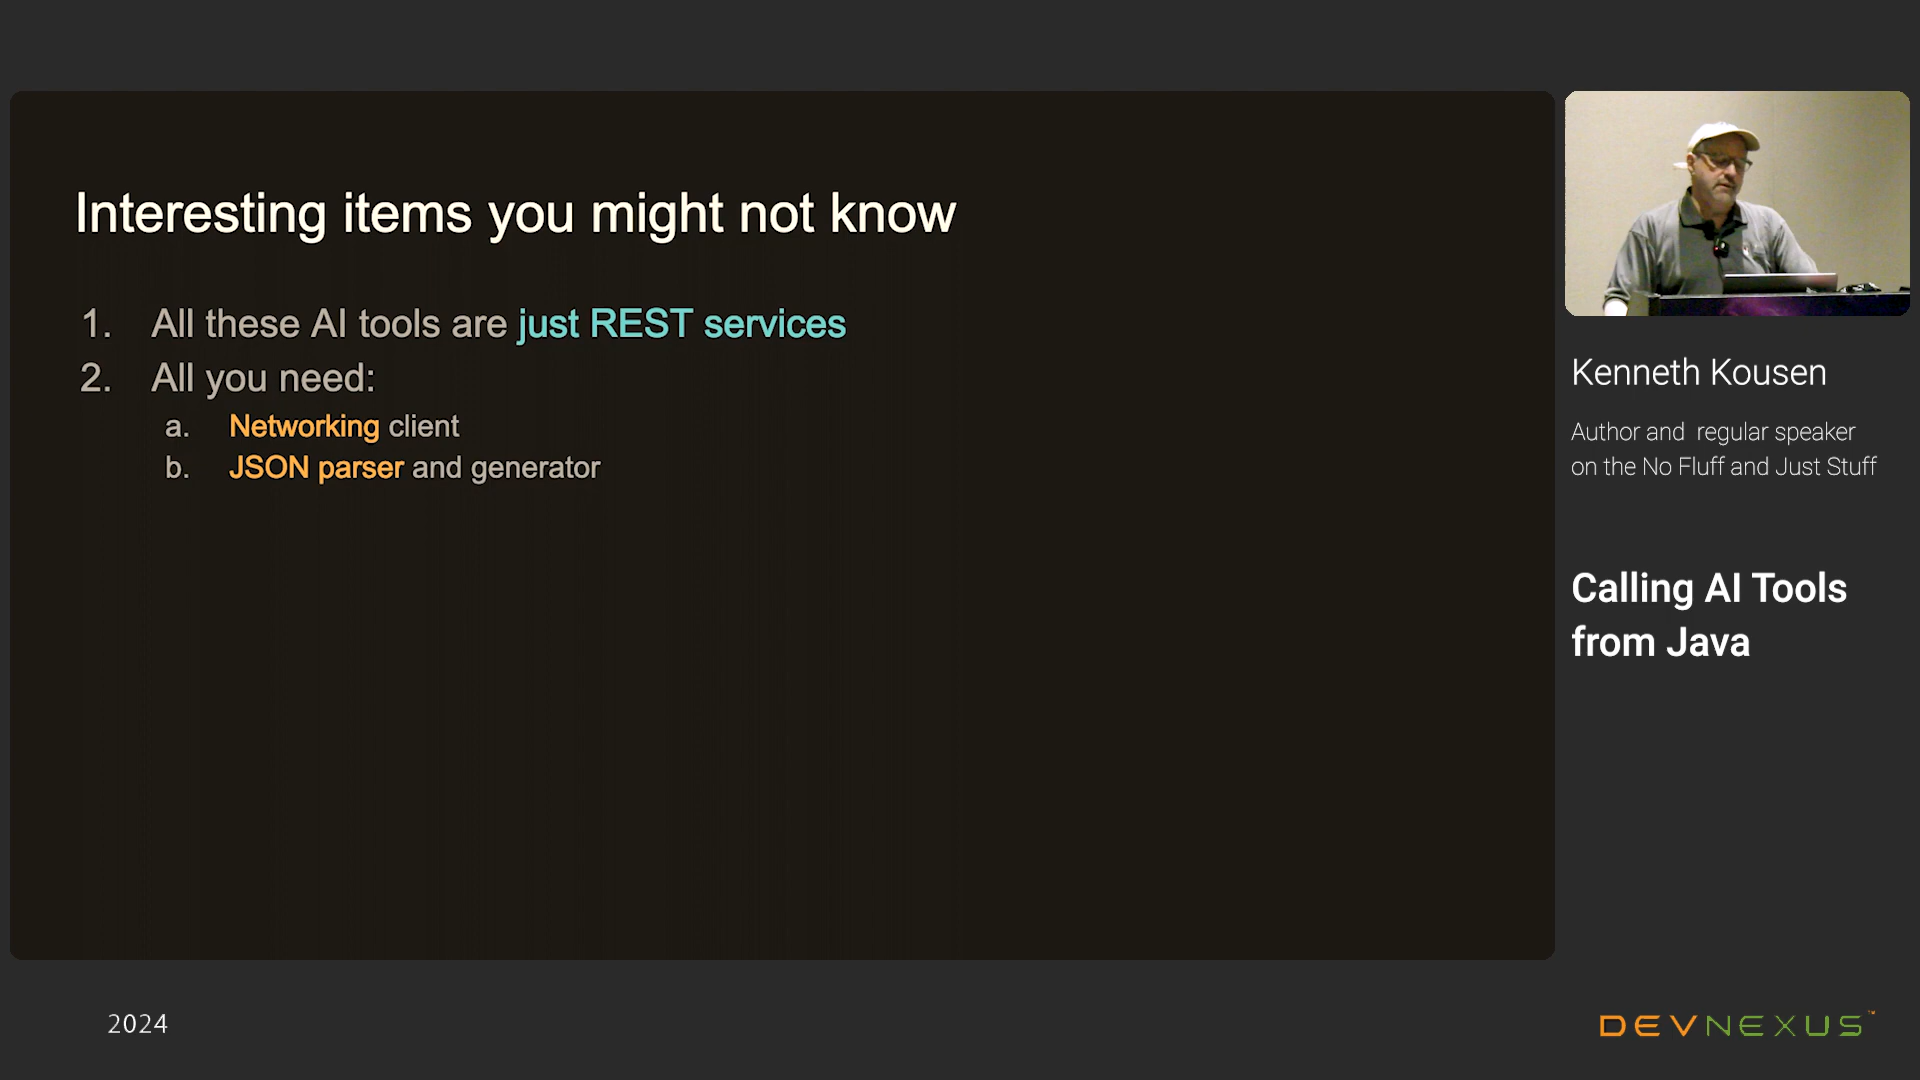 Interesting items you might not know
1. All these AI tools are just REST services
2. All you need:
a. Networking client
b. JSON parser and generator
Kenneth Kousen
Author and regular speaker
on the No Fluff and Just Stuff
Calling AI Tools
from Java
2024
DEVNEXUS™